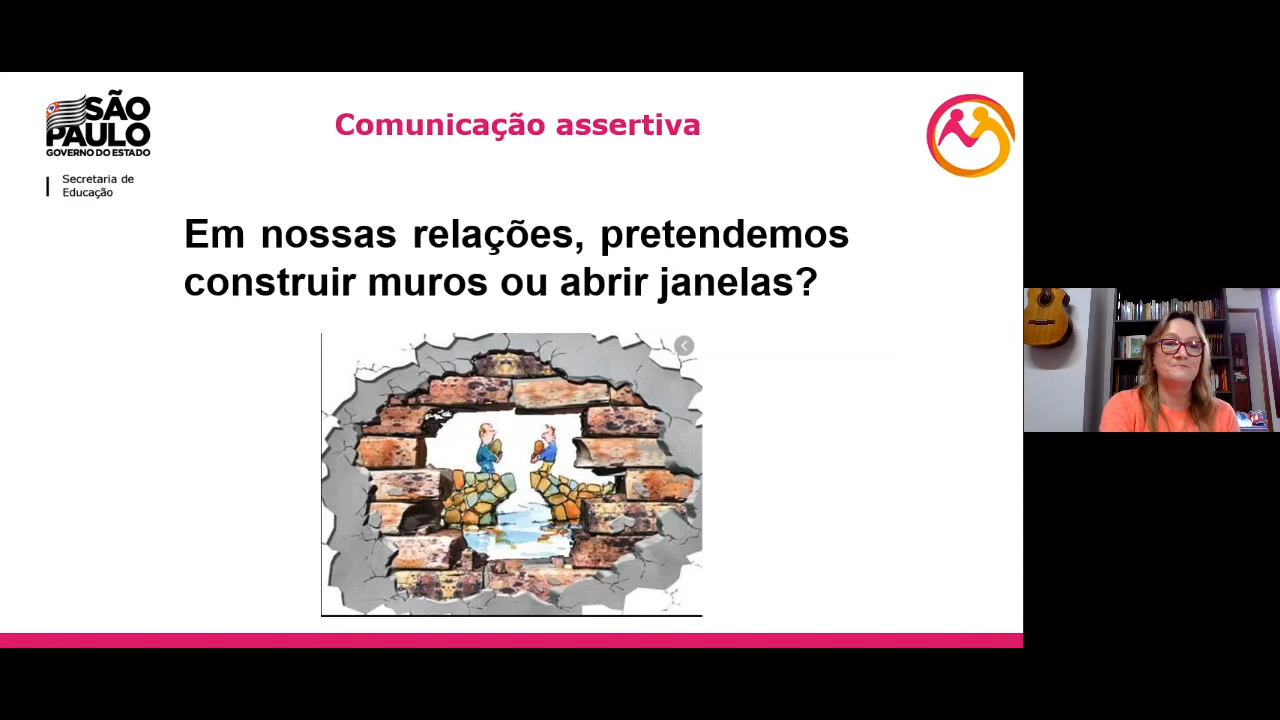 SÃO
PAULO
GOVERNO DO ESTADO
Secretaria de
Educação
Comunicação assertiva
Em nossas relações, pretendemos
construir muros ou abrir janelas?